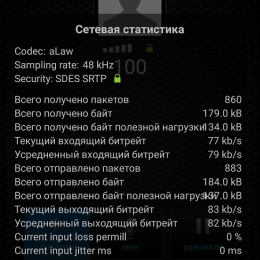 Сетевая статистика
100
Codec: aLaw
Sampling rate: 48 kHz
Security: SDES SRTP
Всего получено пакетов 860
Всего получено байт 179.0 kB
Всего получено байт полезной нагрузки 134.0 kB
Текущий входящий битрейт 77 kb/s
Усредненный входящий битрейт 79 kb/s
Всего отправлено пакетов 883
Всего отправлено байт 184.0 kB
Всего отправлено байт полезной нагрузки 137.0 kB
Текущий выходящий битрейт 83 kb/s
Усредненный выходящий битрейт 82 kb/s
Current input loss permill 0 %
Current input jitter ms 0 ms